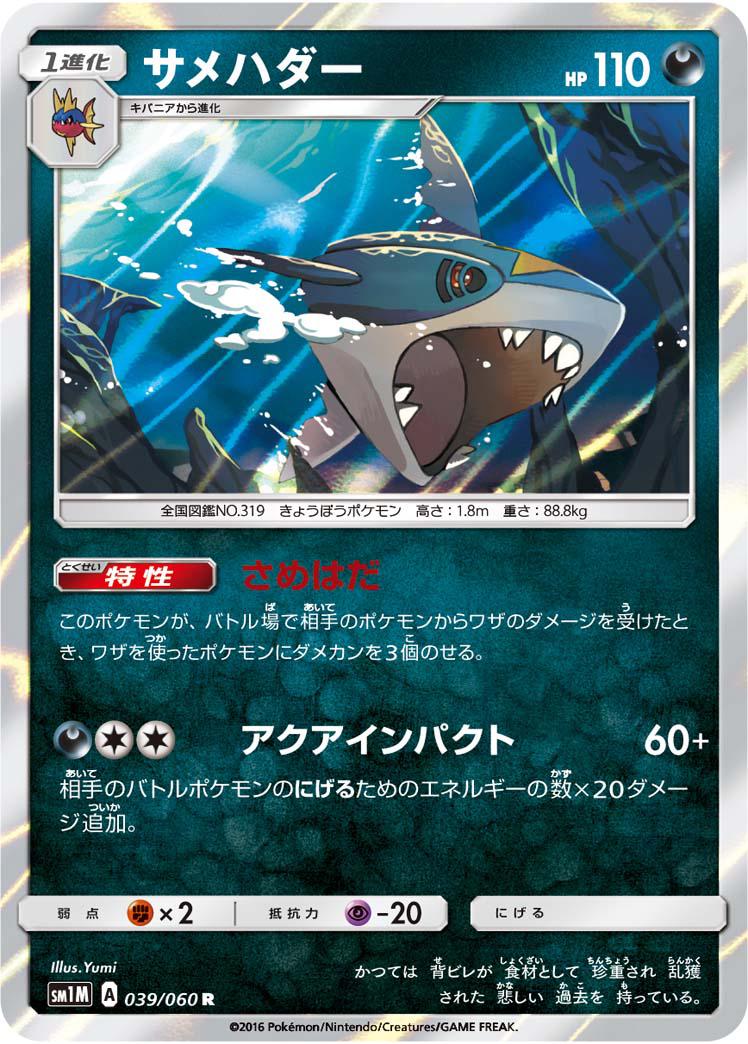 1進化
サメハダー
HP 110
キバニアから進化
全国図鑑NO.319 きょうぼうポケモン 高さ：1.8m 重さ：88.8kg
とくせい
特性
さめはだ
このポケモンが、バトル場で相手のポケモンからワザのダメージを受けたと
き、ワザを使ったポケモンにダメカンを3個のせる。
アクアインパクト
60+
相手のバトルポケモンのにげるためのエネルギーの数×20ダメー
ジ追加。
弱点 ×2 抵抗力 -20 にげる
Illus.Yumi
SM1M A 039/060 R
かつては 背ビレが 食材として 珍重され 乱獲
された 悲しい 過去を 持っている。
©2016 Pokémon/Nintendo/Creatures/GAME FREAK.